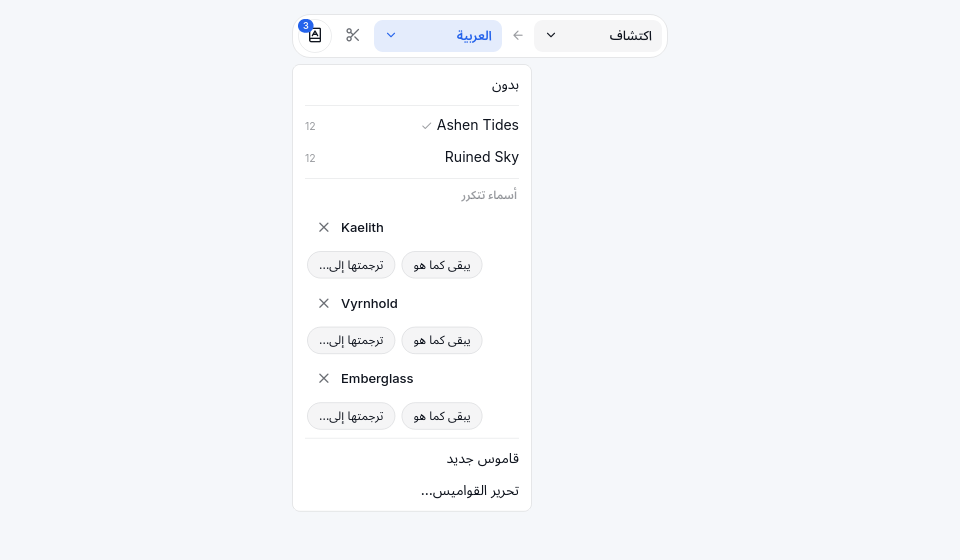 اكتشاف
العربية
3
بدون
Ashen Tides 12
Ruined Sky 12
أسماء تتكرر
Kaelith
يبقى كما هو ترجمتها إلى...
Vyrnhold
يبقى كما هو ترجمتها إلى...
Emberglass
يبقى كما هو ترجمتها إلى...
قاموس جديد
تحرير القواميس...